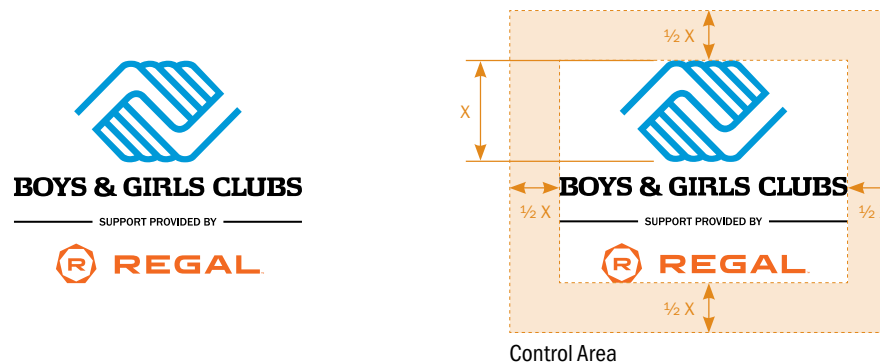 BOYS & GIRLS CLUBS
SUPPORT PROVIDED BY
R REGAL™
½ X
X
BOYS & GIRLS CLUBS
½ X
½
SUPPORT PROVIDED BY
R REGAL
½ X
Control Area